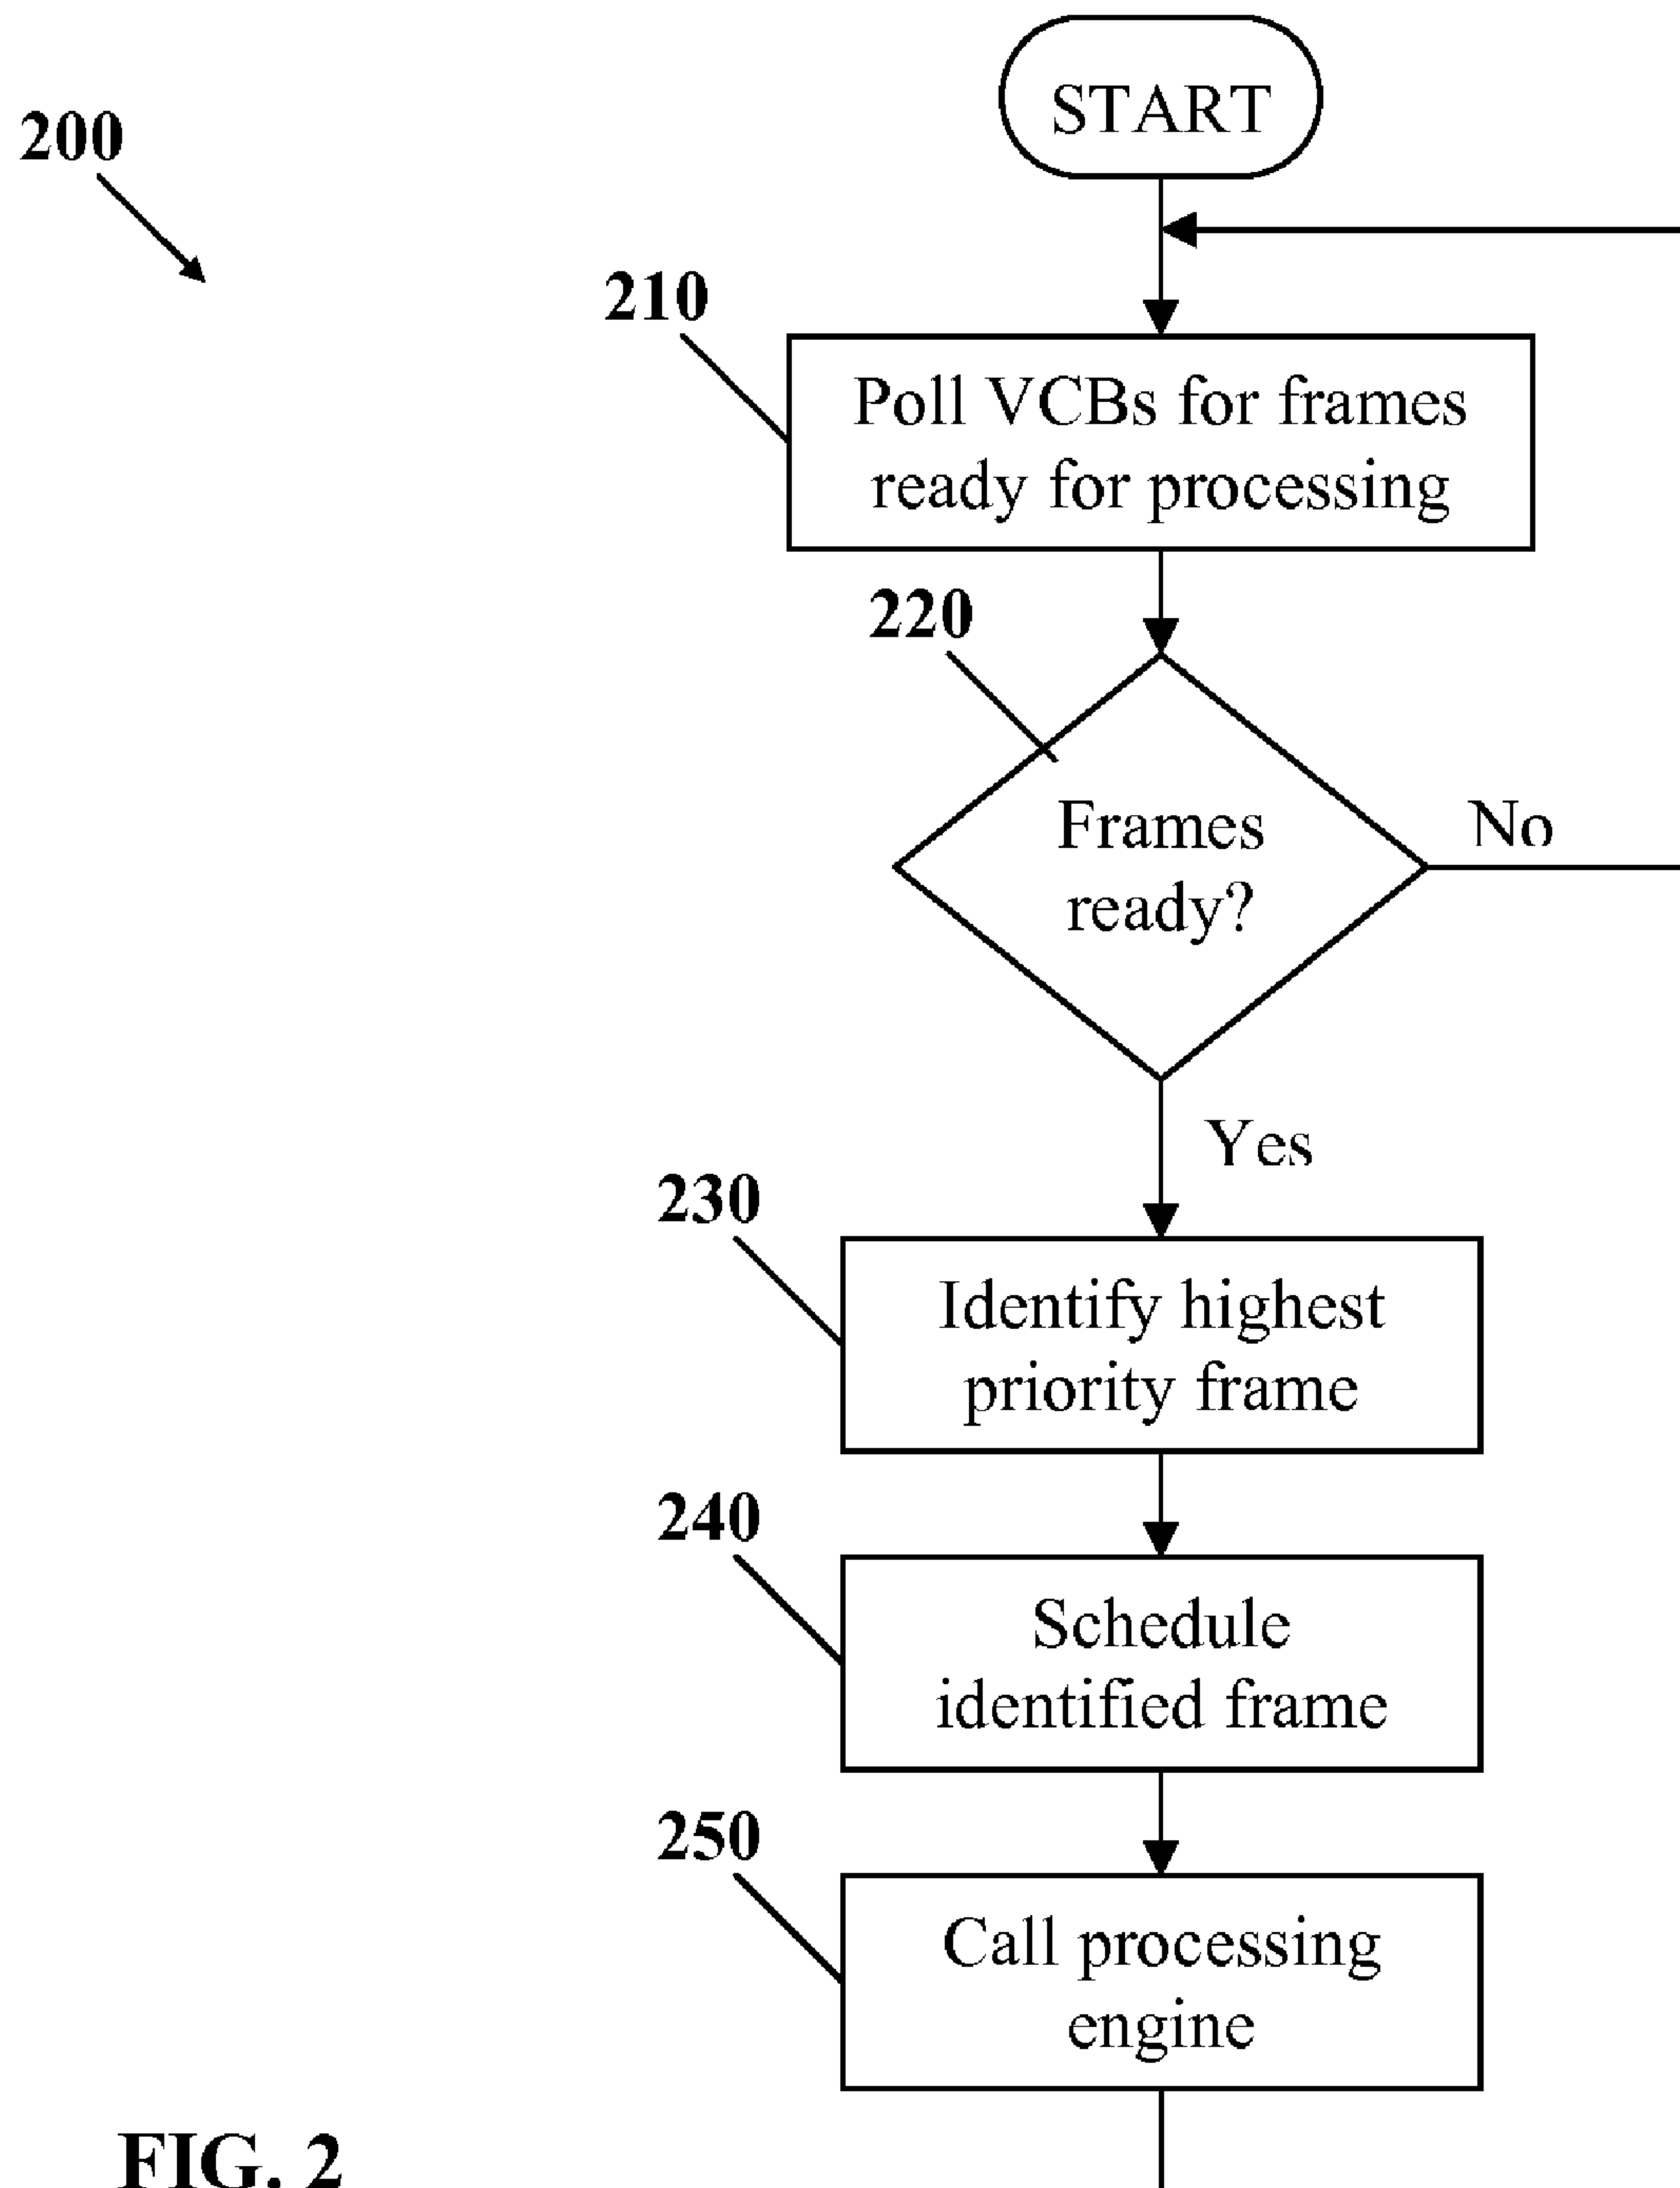 START
200
210
Poll VCBs for frames
ready for processing
220
Frames
ready?
No
Yes
230
Identify highest
priority frame
240
Schedule
identified frame
250
Call processing
engine
FIG. 2